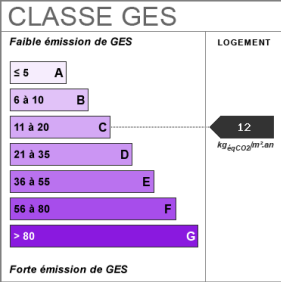 CLASSE GES
Faible émission de GES
LOGEMENT
≤ 5 A
6 à 10 B
11 à 20 C
12
kgéqCO2/m².an
21 à 35 D
36 à 55 E
56 à 80 F
> 80 G
Forte émission de GES